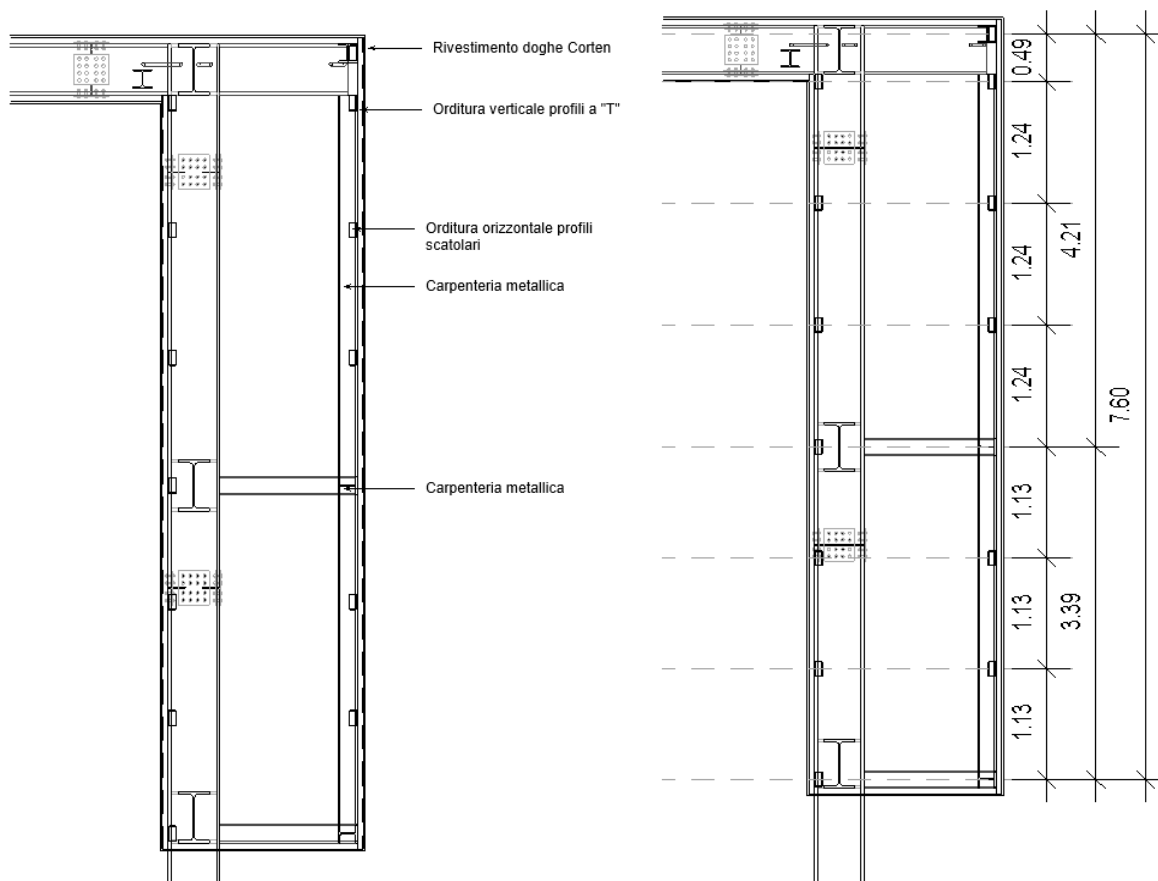 Rivestimento doghe Corten
Orditura verticale profili a "T"
Orditura orizzontale profili
scatolari
Carpenteria metallica
Carpenteria metallica
0.49
1.24
1.24
1.24
1.13
1.13
1.13
4.21
3.39
7.60